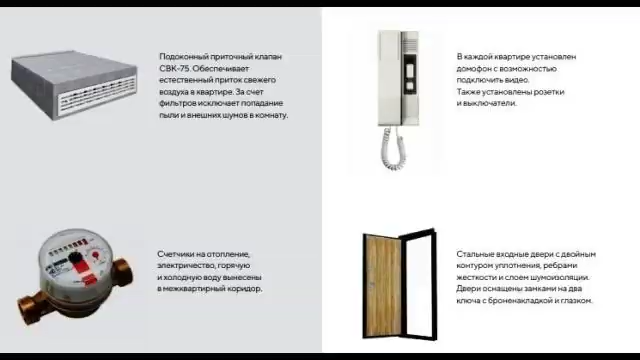 Подоконный приточный клапан
СВК-75. Обеспечивает
естественный приток свежего
воздуха в квартире. За счет
фильтров исключает попадание
пыли и внешних шумов в комнату.
В каждой квартире установлен
домофон с возможностью
подключить видео.
Также установлены розетки
и выключатели.
Счетчики на отопление,
электричество, горячую
и холодную воду вынесены
в межквартирный коридор.
Стальные входные двери с двойным
контуром уплотнения, ребрами
жесткости и слоем шумоизоляции.
Двери оснащены замками на два
ключа с броненакладкой и глазком.